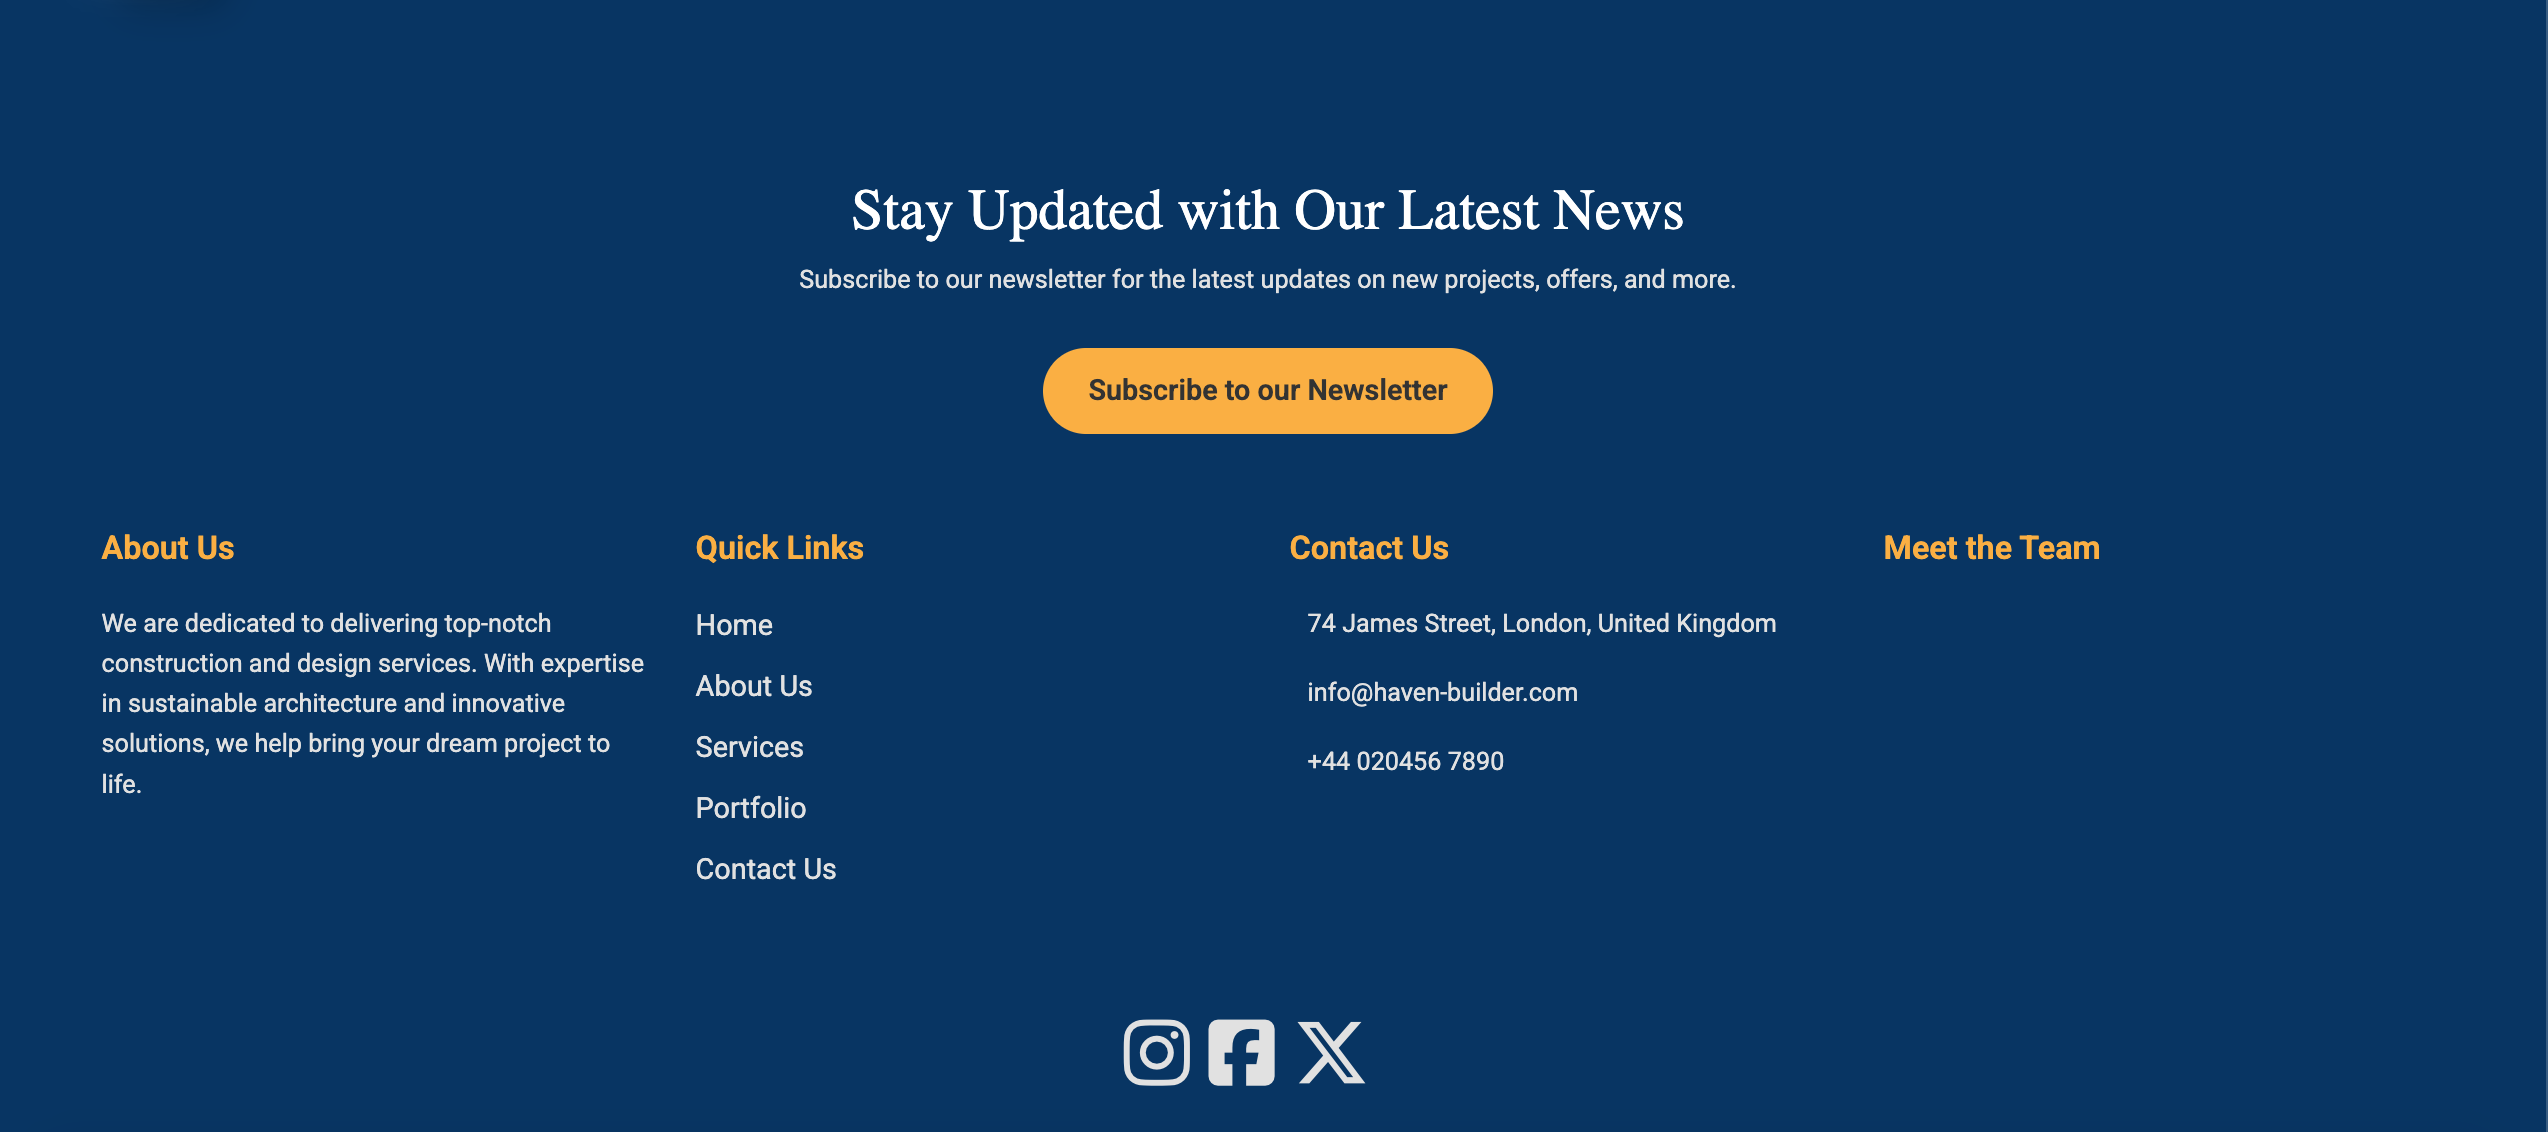 Stay Updated with Our Latest News
Subscribe to our newsletter for the latest updates on new projects, offers, and more.
Subscribe to our Newsletter
About Us
We are dedicated to delivering top-notch
construction and design services. With expertise
in sustainable architecture and innovative
solutions, we help bring your dream project to
life.
Quick Links
Home
About Us
Services
Portfolio
Contact Us
Contact Us
74 James Street, London, United Kingdom
info@haven-builder.com
+44 020456 7890
Meet the Team